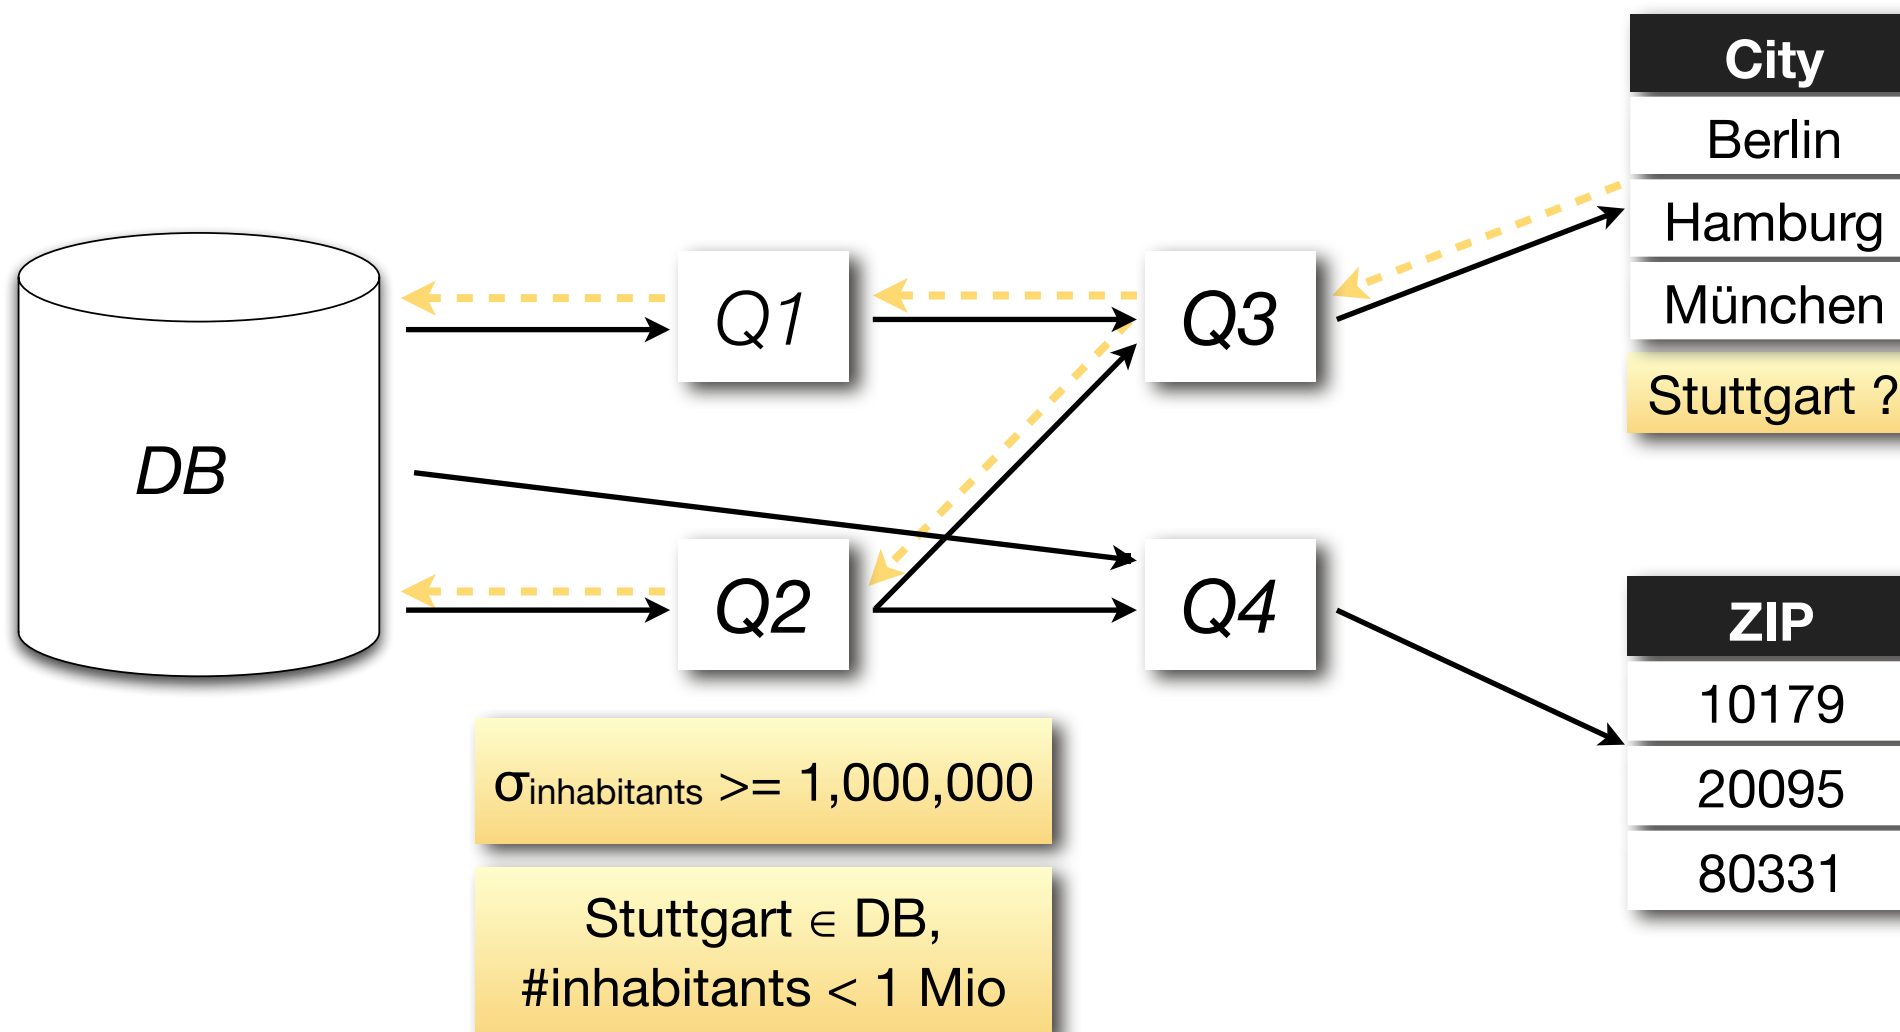 City
Berlin
Hamburg
München
Stuttgart ?
DB
Q1
Q3
Q2
Q4
σinhabitants >= 1,000,000
Stuttgart ∈ DB,
#inhabitants < 1 Mio
ZIP
10179
20095
80331